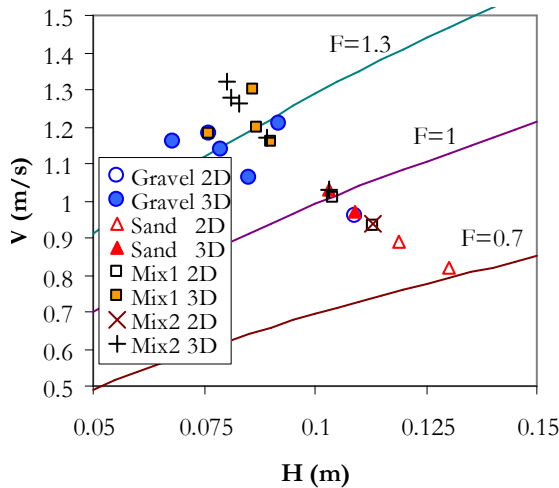 1.5
1.4
1.3
1.2
1.1
1
0.9
0.8
0.7
0.6
0.5
V (m/s)
F=1.3
F=1
F=0.7
Gravel 2D
Gravel 3D
Sand 2D
Sand 3D
Mix1 2D
Mix1 3D
Mix2 2D
Mix2 3D
0.05 0.075 0.1 0.125 0.15
H (m)